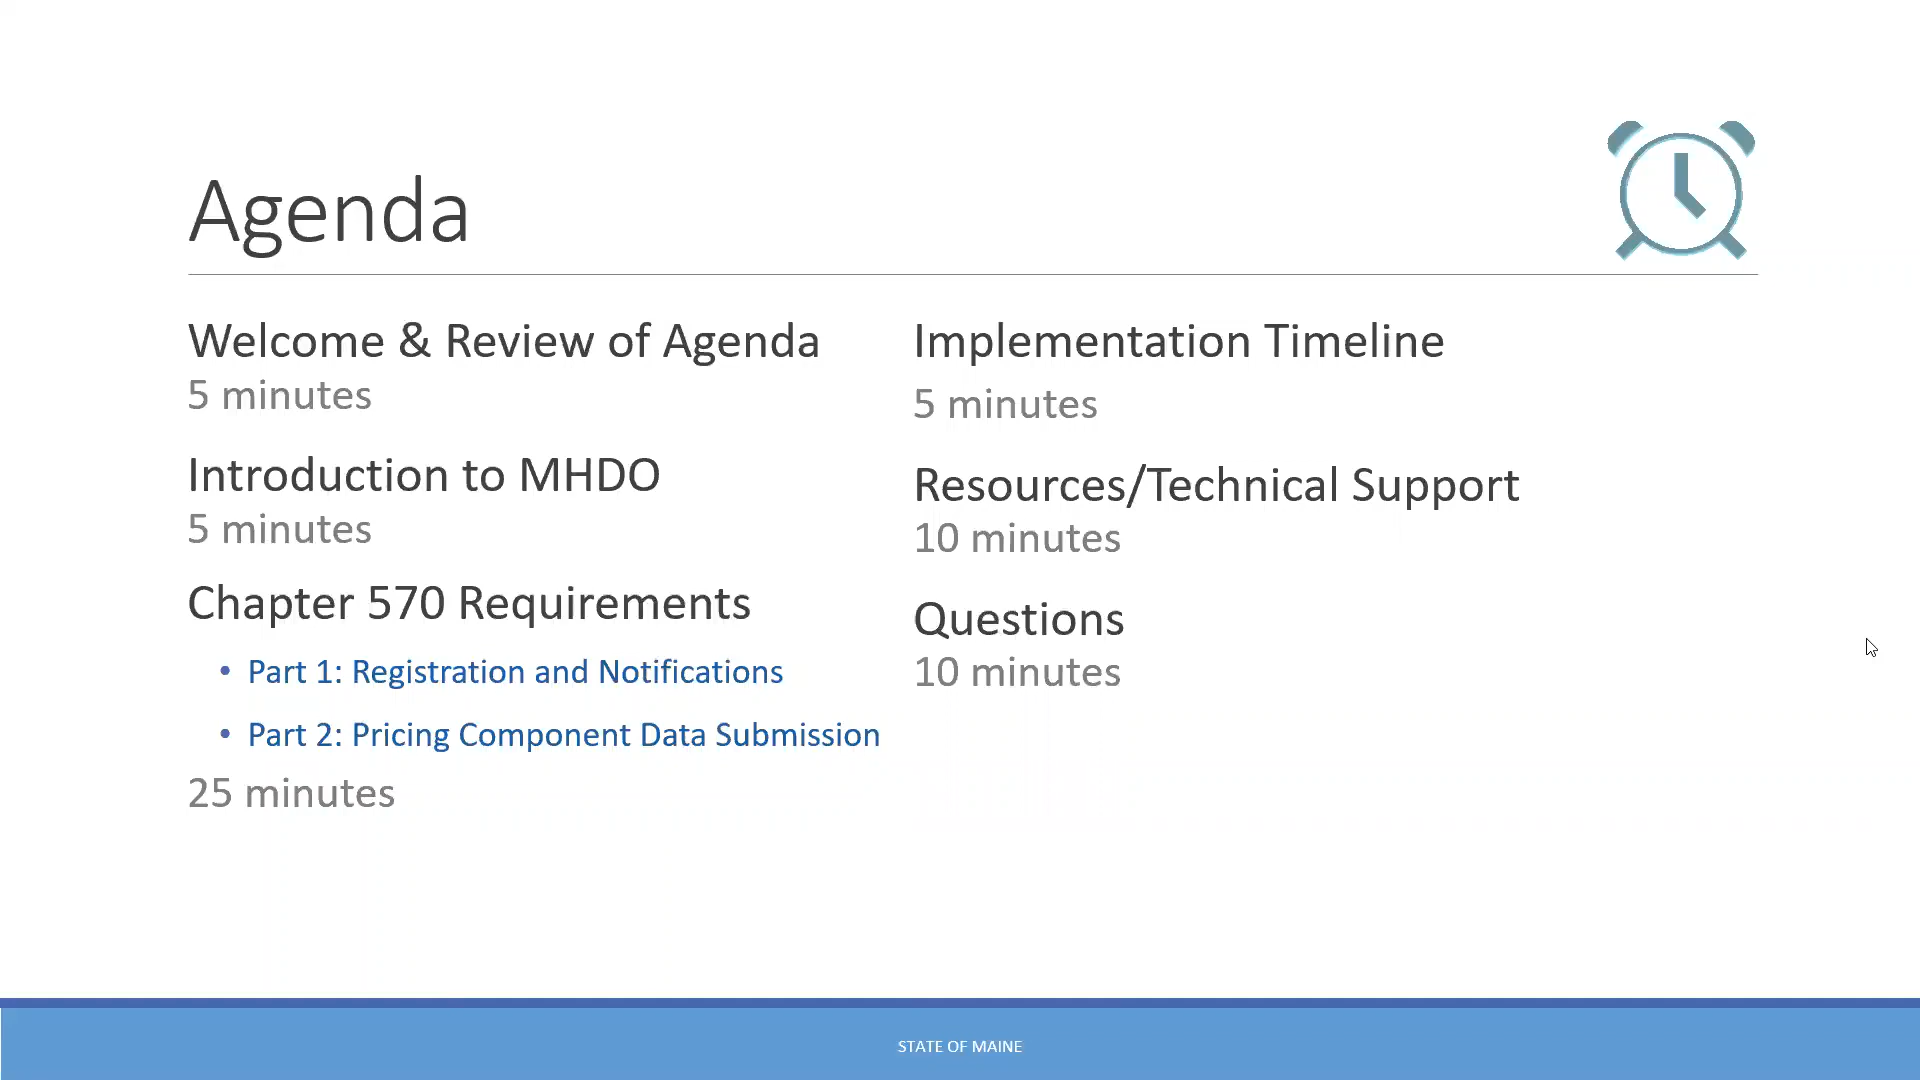 Agenda
Welcome & Review of Agenda
5 minutes
Introduction to MHDO
5 minutes
Chapter 570 Requirements
• Part 1: Registration and Notifications
• Part 2: Pricing Component Data Submission
25 minutes
Implementation Timeline
5 minutes
Resources/Technical Support
10 minutes
Questions
10 minutes
STATE OF MAINE